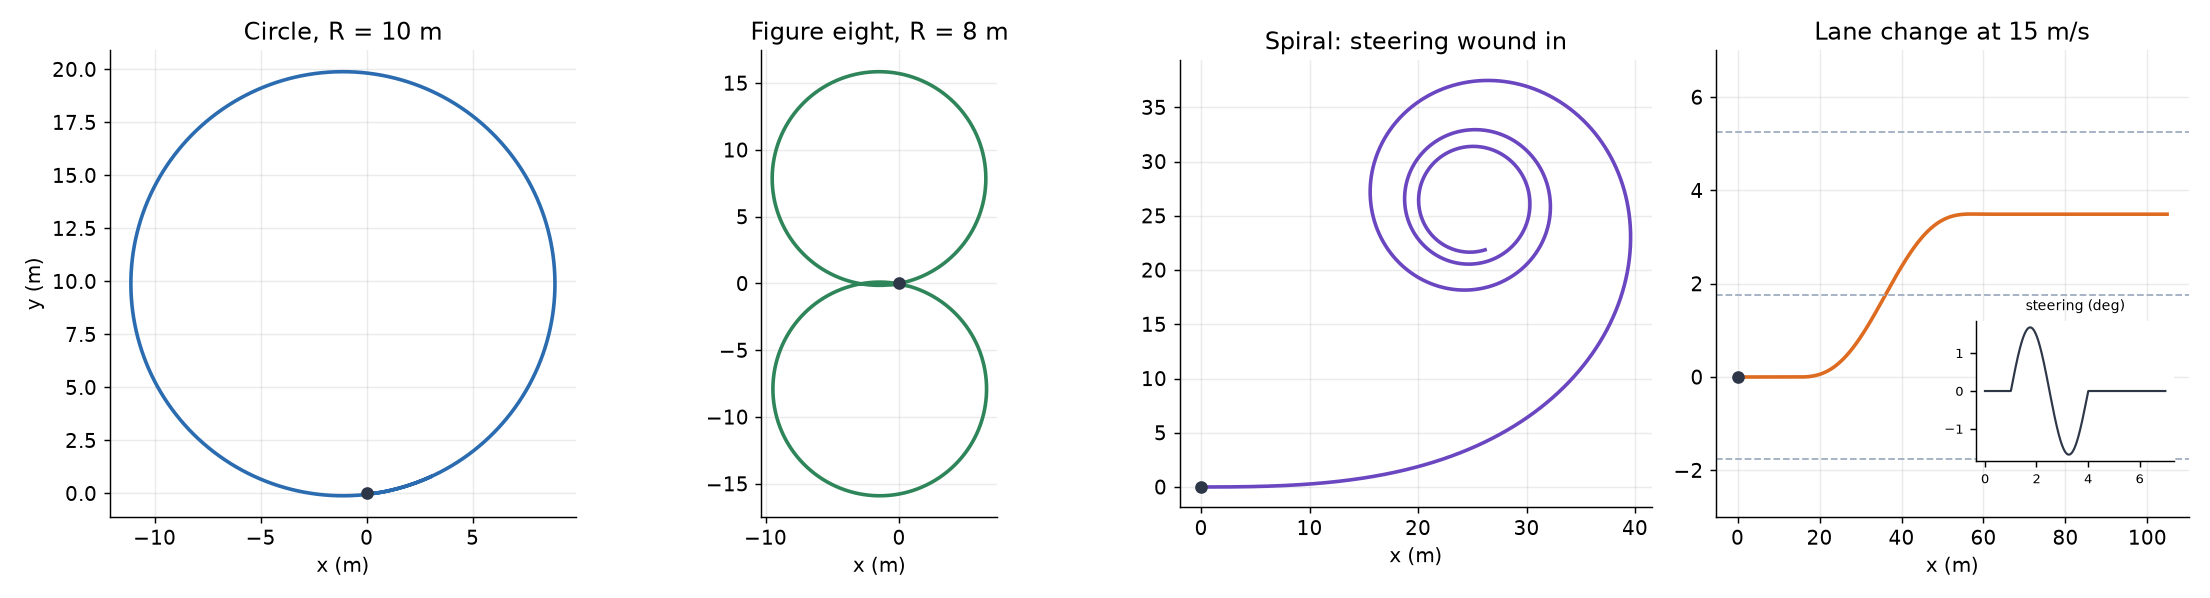 Circle, R = 10 m
20.0
17.5
15.0
12.5
10.0
7.5
5.0
2.5
0.0
y (m)
−10 −5 0 5
x (m)
Figure eight, R = 8 m
15
10
5
0
−5
−10
−15
−10 0
x (m)
Spiral: steering wound in
35
30
25
20
15
10
5
0
0 10 20 30 40
x (m)
Lane change at 15 m/s
6
4
2
0
−2
0 20 40 60 80 100
x (m)
steering (deg)
1
0
−1
0 2 4 6